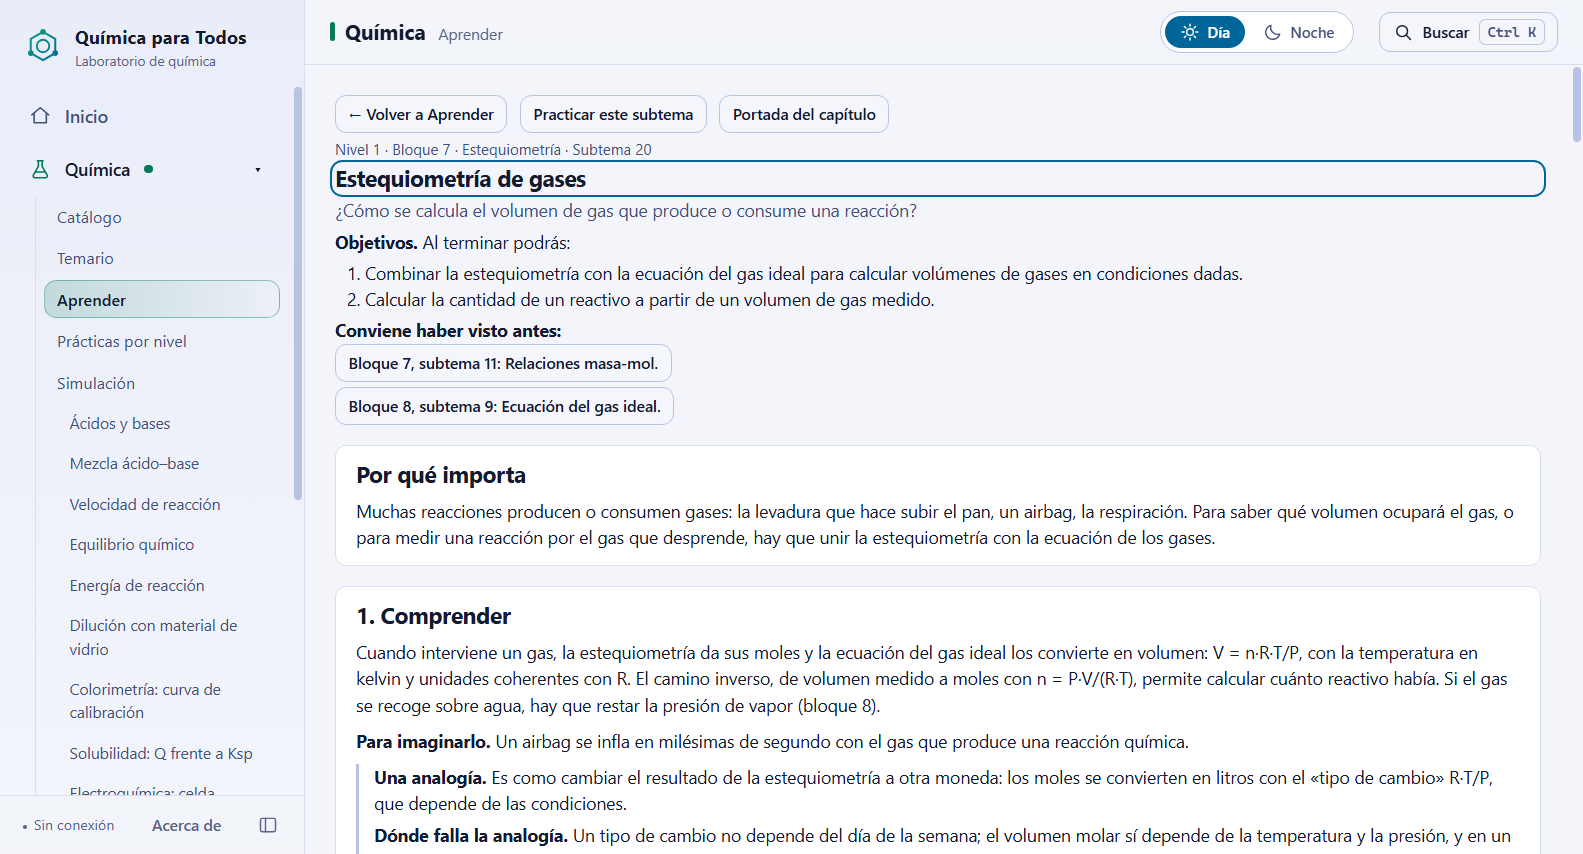 Química para Todos
Laboratorio de química
Inicio
Química
Catálogo
Temario
Aprender
Prácticas por nivel
Simulación
Ácidos y bases
Mezcla ácido–base
Velocidad de reacción
Equilibrio químico
Energía de reacción
Dilución con material de
vidrio
Colorimetría: curva de
calibración
Solubilidad: Q frente a Ksp
Electroquímica: celda
Sin conexión
Acerca de
Química Aprender
Día
Noche
Buscar Ctrl K
← Volver a Aprender
Practicar este subtema
Portada del capítulo
Nivel 1 · Bloque 7 · Estequiometría · Subtema 20
Estequiometría de gases
¿Cómo se calcula el volumen de gas que produce o consume una reacción?
Objetivos. Al terminar podrás:
1. Combinar la estequiometría con la ecuación del gas ideal para calcular volúmenes de gases en condiciones dadas.
2. Calcular la cantidad de un reactivo a partir de un volumen de gas medido.
Conviene haber visto antes:
Bloque 7, subtema 11: Relaciones masa-mol.
Bloque 8, subtema 9: Ecuación del gas ideal.
Por qué importa
Muchas reacciones producen o consumen gases: la levadura que hace subir el pan, un airbag, la respiración. Para saber qué volumen ocupará el gas, o
para medir una reacción por el gas que desprende, hay que unir la estequiometría con la ecuación de los gases.
1. Comprender
Cuando interviene un gas, la estequiometría da sus moles y la ecuación del gas ideal los convierte en volumen: V = n·R·T/P, con la temperatura en
kelvin y unidades coherentes con R. El camino inverso, de volumen medido a moles con n = P·V/(R·T), permite calcular cuánto reactivo había. Si el gas
se recoge sobre agua, hay que restar la presión de vapor (bloque 8).
Para imaginarlo. Un airbag se infla en milésimas de segundo con el gas que produce una reacción química.
Una analogía. Es como cambiar el resultado de la estequiometría a otra moneda: los moles se convierten en litros con el «tipo de cambio» R·T/P,
que depende de las condiciones.
Dónde falla la analogía. Un tipo de cambio no depende del día de la semana; el volumen molar sí depende de la temperatura y la presión, y en un